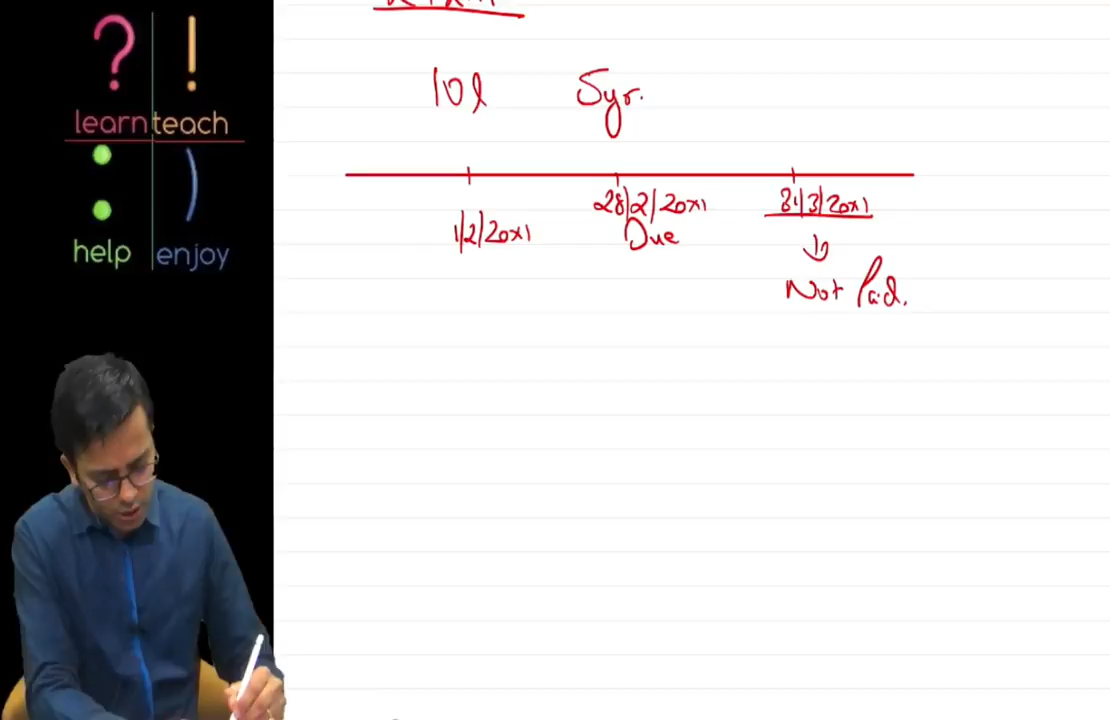 ? !
learn teach
help enjoy
10l 5yr.
1/2/20x1
28/2/20x1
Due
31/3/20x1
Not Paid.